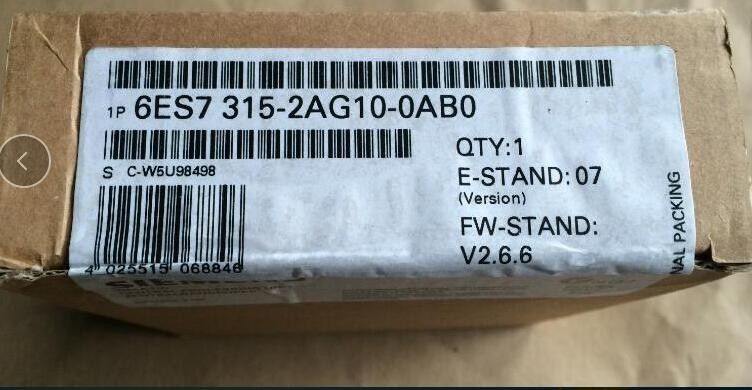 1P 6ES7 315-2AG10-0AB0
S C-W5U98498
QTY:1
E-STAND: 07
(Version)
FW-STAND:
V2.6.6
4 025515 068846
NAL PACKING